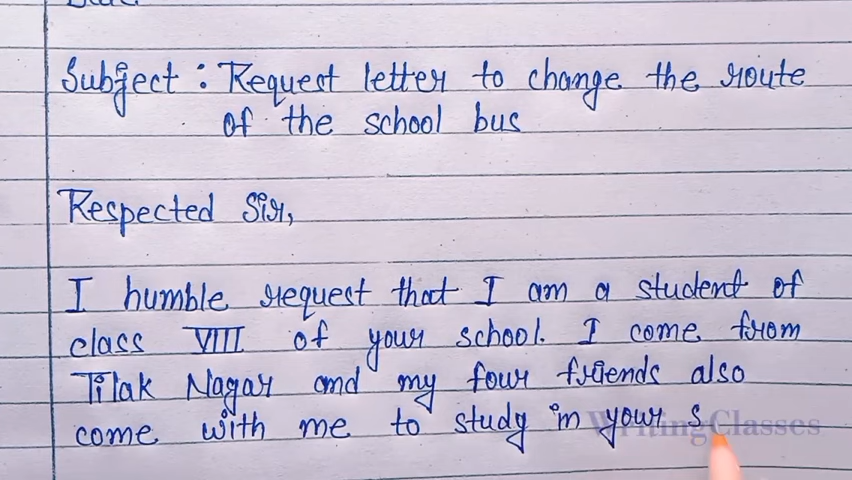 Subject : Request letter to change the route
of the school bus
Respected Sir,
I humble request that I am a student of
class VIII of your school. I come from
Tilak Nagar and my four friends also
come with me to study in your s
WritingClasses